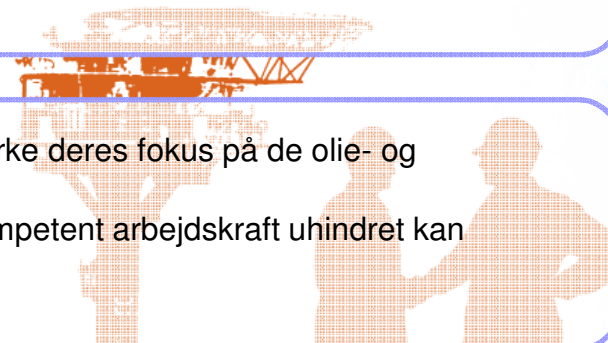 rke deres fokus på de olie- og
mpetent arbejdskraft uhindret kan